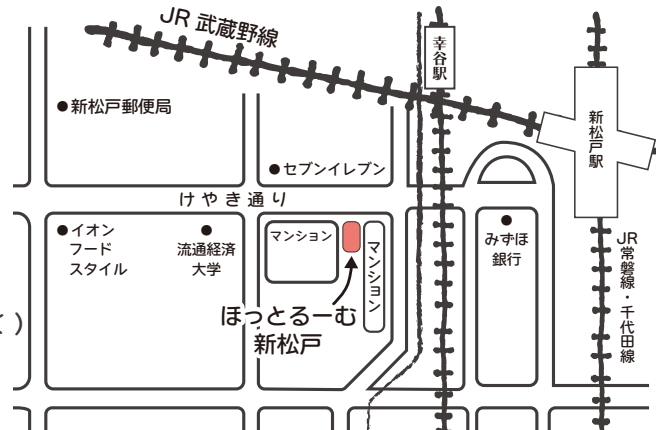 JR 武蔵野線
幸谷駅
新松戸駅
新松戸郵便局
セブンイレブン
けやき通り
イオン
フード
スタイル
流通経済
大学
マンション
マンション
みずほ
銀行
JR常磐線・千代田線
ほっとるーむ
新松戸
)